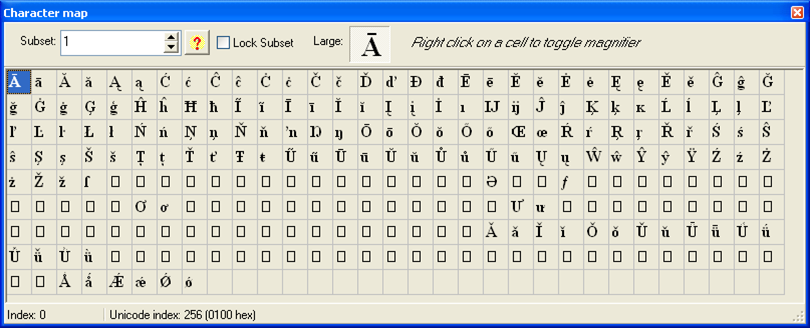 Character map
Subset: 1 ? Lock Subset Large: Ā Right click on a cell to toggle magnifier
Ā ā Ă ă Ą ą Ć ć Ĉ ĉ Ċ ċ Č č Ď ď Đ đ Ē ē Ĕ ĕ Ė ė Ę ę Ě ě Ĝ ĝ Ğ
ğ Ġ ġ Ģ ģ Ĥ ĥ Ħ ħ Ĩ ĩ Ī ī Ĭ ĭ Į į İ ı Ĳ ĳ Ĵ ĵ Ķ ķ ĸ Ĺ ĺ Ļ ļ Ľ
ľ Ŀ ŀ Ł ł Ń ń Ņ ņ Ň ň ŉ Ŋ ŋ Ō ō Ŏ ŏ Ő ő Œ œ Ŕ ŕ Ŗ ŗ Ř ř Ś ś Ŝ
ŝ Ş ş Š š Ţ ţ Ť ť Ŧ ŧ Ũ ũ Ū ū Ŭ ŭ Ů ů Ű ű Ų ų Ŵ ŵ Ŷ ŷ Ÿ Ź ź Ż
ż Ž ž ſ Ə ƒ
Ơ ơ Ư ư
Ǎ ǎ Ǐ ǐ Ǒ ǒ Ǔ ǔ Ǖ ǖ Ǘ ǘ
Ǚ ǚ Ǜ ǜ
Ǻ ǻ Ǽ ǽ Ǿ ǿ
Index: 0 Unicode index: 256 (0100 hex)